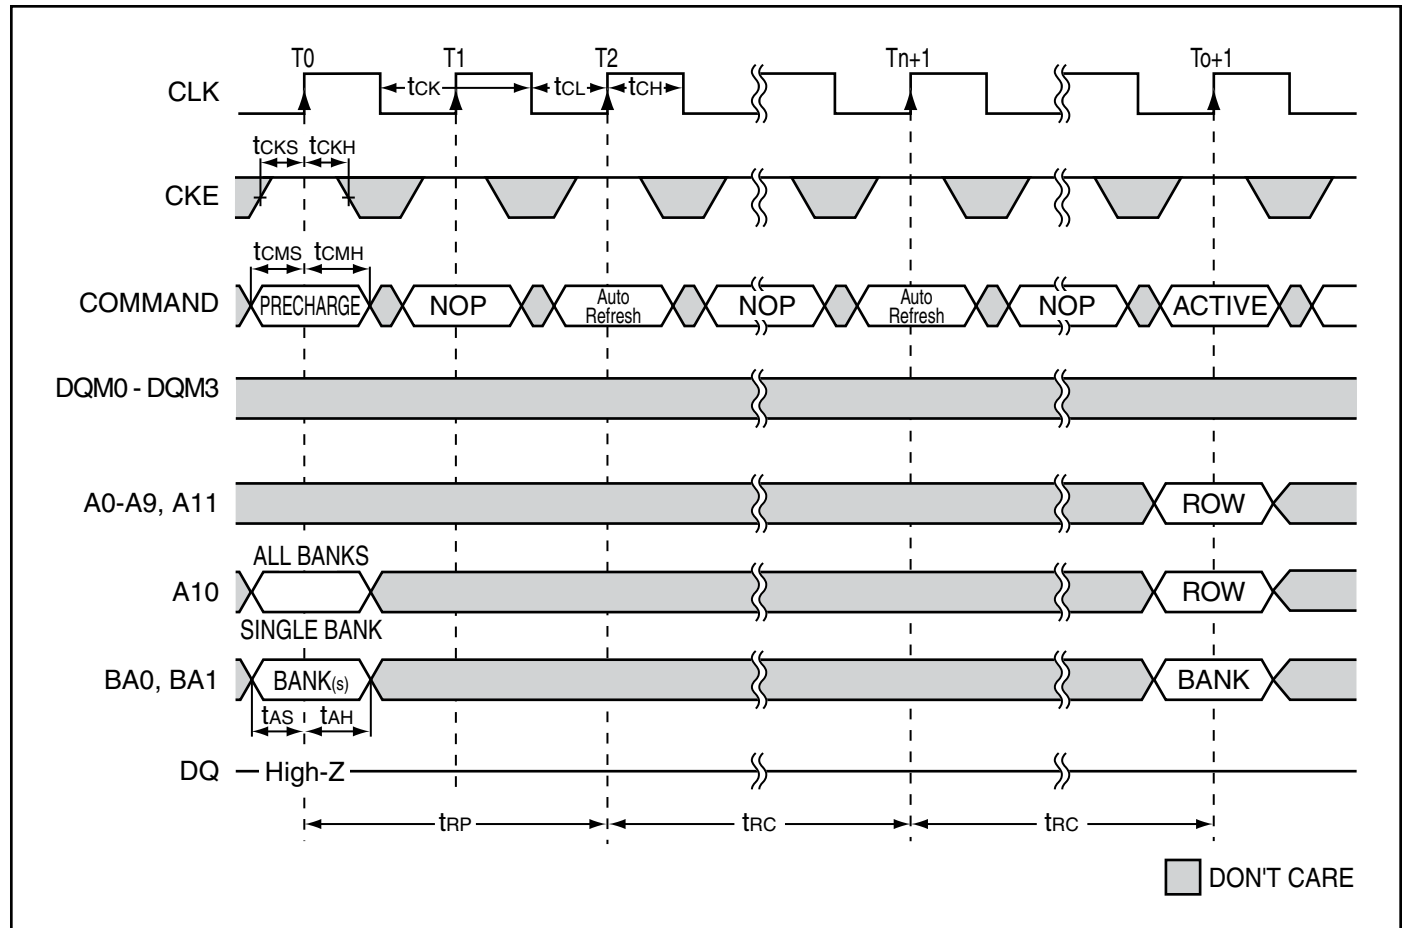 T0 T1 T2 Tn+1 To+1
CLK tCK tCL tCH
tCKS tCKH
CKE
tCMS tCMH
COMMAND PRECHARGE NOP Auto Refresh NOP Auto Refresh NOP ACTIVE
DQM0 - DQM3
A0-A9, A11 ROW
ALL BANKS
A10 ROW
SINGLE BANK
BA0, BA1 BANK(s) BANK
tAS tAH
DQ High-Z
tRP tRC tRC
DON'T CARE